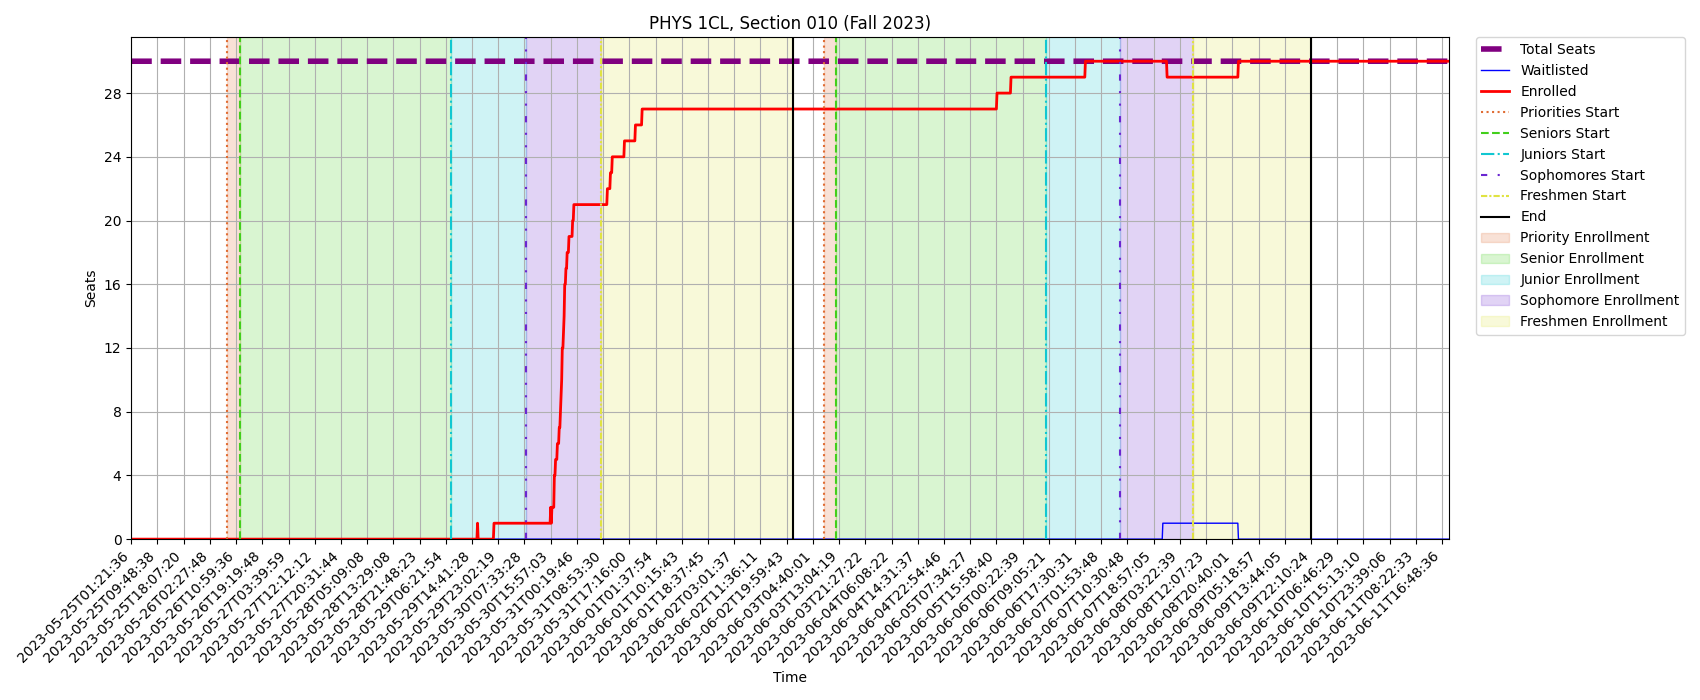 PHYS 1CL, Section 010 (Fall 2023)
Total Seats
Waitlisted
Enrolled
Priorities Start
Seniors Start
Juniors Start
Sophomores Start
Freshmen Start
End
Priority Enrollment
Senior Enrollment
Junior Enrollment
Sophomore Enrollment
Freshmen Enrollment
Seats
28
24
20
16
12
8
4
0
2023-05-25T01:21:36
2023-05-25T09:48:38
2023-05-25T18:07:20
2023-05-26T02:27:48
2023-05-26T10:59:36
2023-05-26T19:19:48
2023-05-27T03:39:59
2023-05-27T12:12:12
2023-05-27T20:31:44
2023-05-28T05:09:08
2023-05-28T13:29:08
2023-05-28T21:48:23
2023-05-29T06:21:54
2023-05-29T14:41:28
2023-05-29T23:02:19
2023-05-30T07:33:28
2023-05-30T15:57:03
2023-05-31T00:19:46
2023-05-31T08:53:30
2023-05-31T17:16:00
2023-06-01T01:37:54
2023-06-01T10:15:43
2023-06-01T18:37:45
2023-06-02T03:01:37
2023-06-02T11:36:11
2023-06-02T19:59:43
2023-06-03T04:40:01
2023-06-03T13:04:19
2023-06-03T21:27:22
2023-06-04T06:08:22
2023-06-04T14:31:37
2023-06-04T22:54:46
2023-06-05T07:34:27
2023-06-05T15:58:40
2023-06-06T00:22:39
2023-06-06T09:05:21
2023-06-06T17:30:31
2023-06-07T01:53:48
2023-06-07T10:30:48
2023-06-07T18:57:05
2023-06-08T03:22:39
2023-06-08T12:07:23
2023-06-08T20:40:01
2023-06-09T05:18:57
2023-06-09T13:44:05
2023-06-09T22:10:24
2023-06-10T06:46:29
2023-06-10T15:13:10
2023-06-10T23:39:06
2023-06-11T08:22:33
2023-06-11T16:48:36
Time